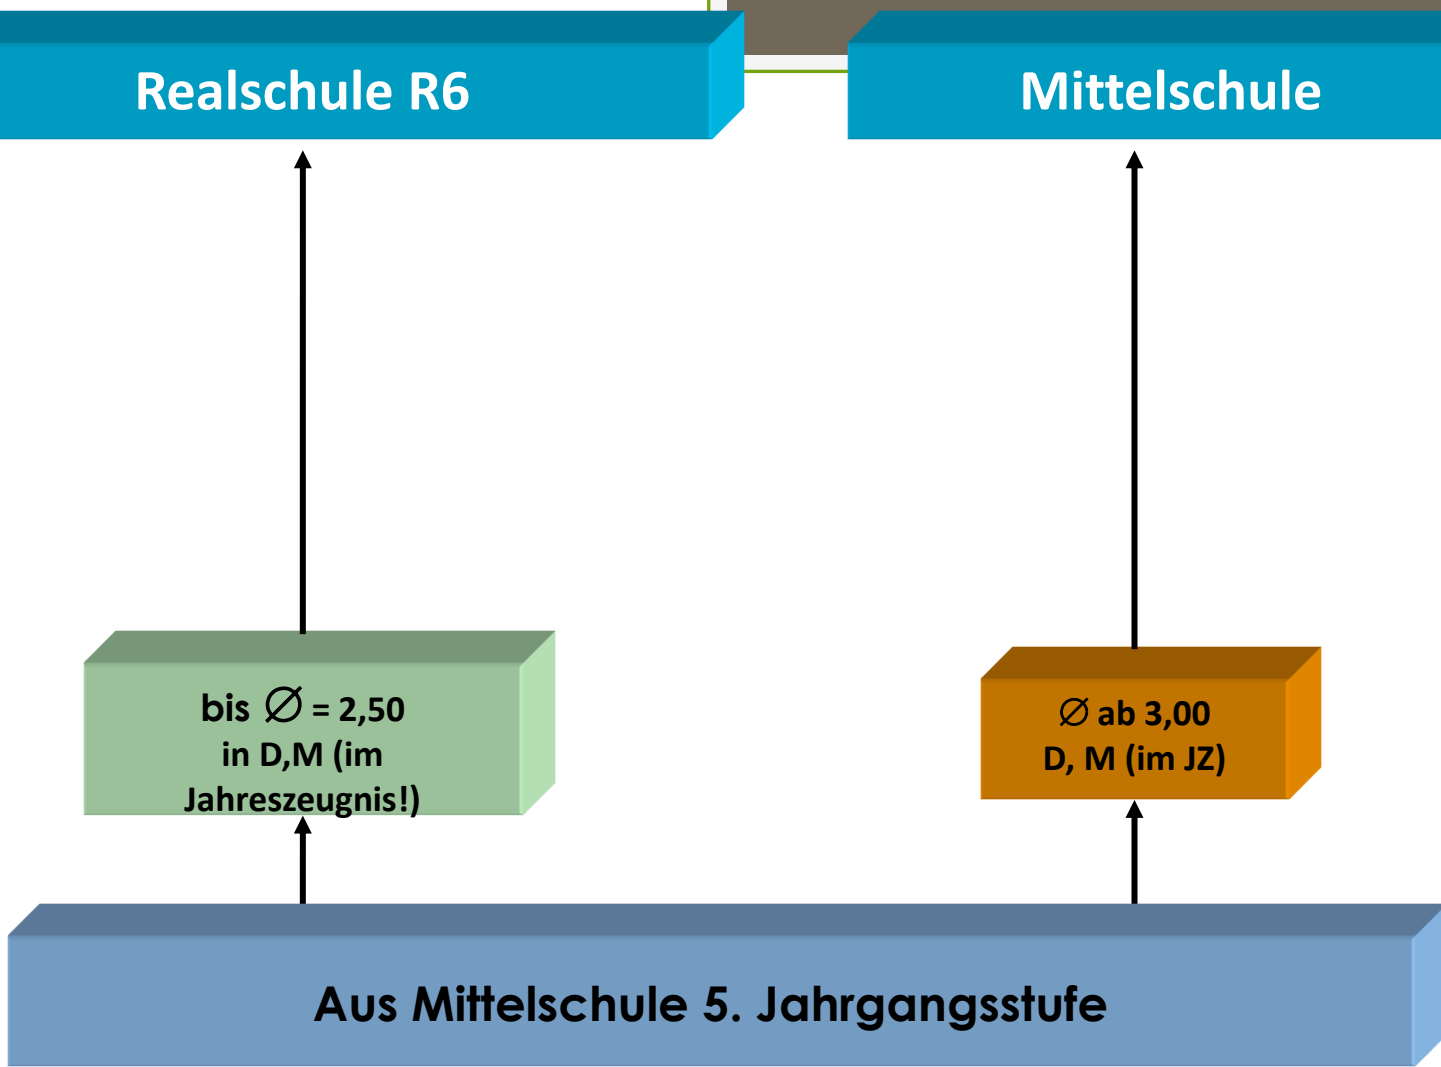 Realschule R6
Mittelschule
bis ∅ = 2,50
in D,M (im
Jahreszeugnis!)
∅ ab 3,00
D, M (im JZ)
Aus Mittelschule 5. Jahrgangsstufe